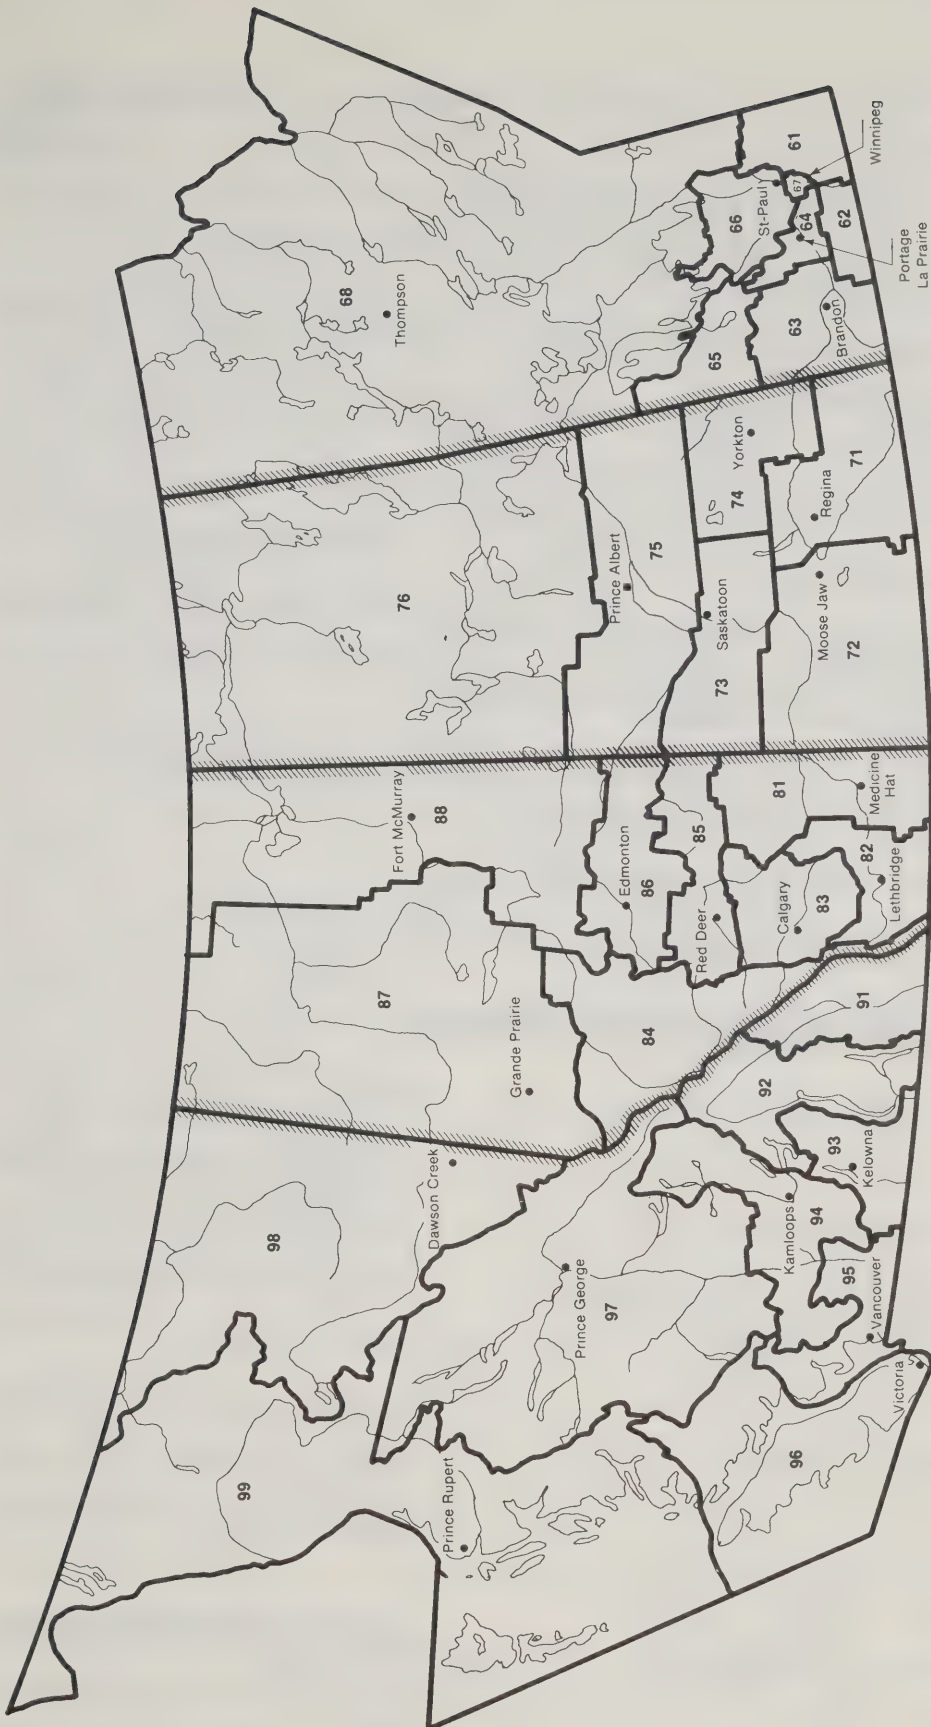 99
98
Prince Rupert
Dawson Creek
Prince George
97
96
Victoria
Vancouver
95
Kamloops
94
93
Kelowna
92
91
87
Grande Prairie
84
88
Fort McMurray
Edmonton
86
85
Red Deer
Calgary
83
82
Lethbridge
81
Medicine
Hat
76
75
Prince Albert
Saskatoon
73
74
Yorkton
Moose Jaw
72
Regina
71
68
Thompson
66
65
63
Brandon
St-Paul
64
67
61
62
Winnipeg
Portage
La Prairie